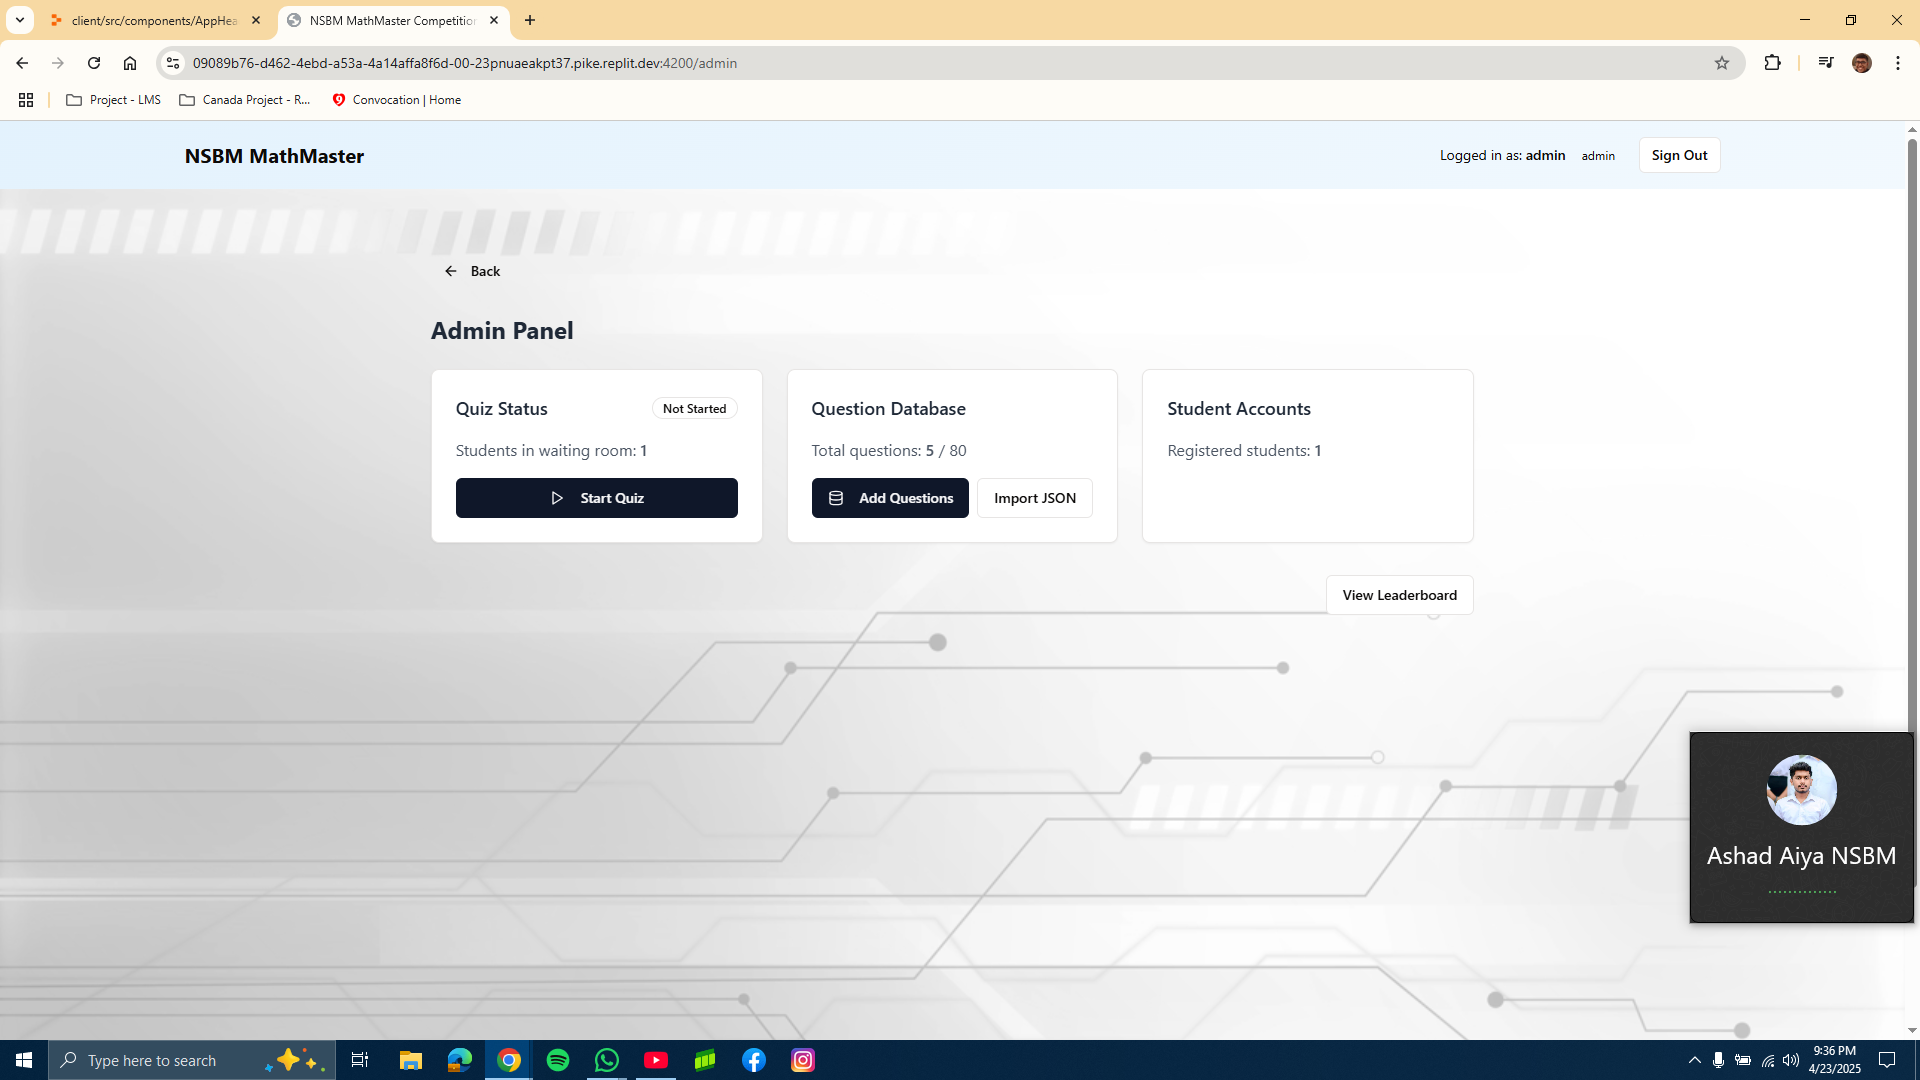 client/src/components/AppHea
NSBM MathMaster Competition
09089b76-d462-4ebd-a53a-4a14affa8f6d-00-23pnuaeakpt37.pike.replit.dev:4200/admin
Project - LMS
Canada Project - R...
Convocation | Home
NSBM MathMaster
Logged in as: admin admin
Sign Out
Back
Admin Panel
Quiz Status
Not Started
Students in waiting room: 1
Start Quiz
Question Database
Total questions: 5 / 80
Add Questions
Import JSON
Student Accounts
Registered students: 1
View Leaderboard
Ashad Aiya NSBM
Type here to search
9:36 PM
4/23/2025